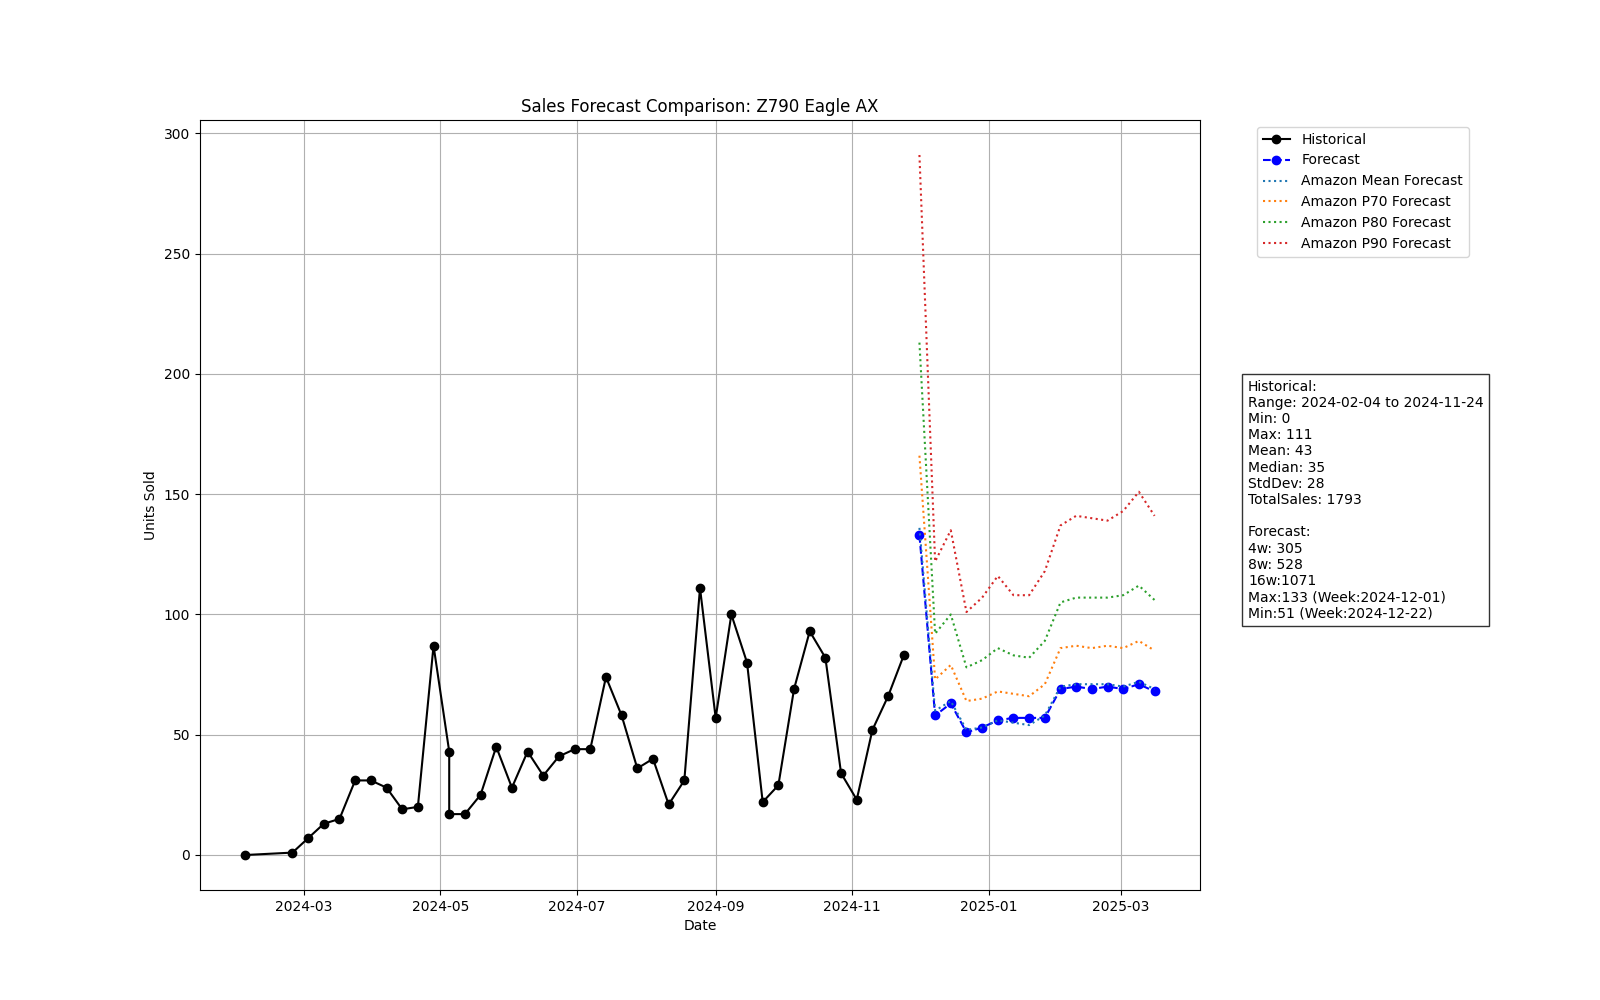 Sales Forecast Comparison: Z790 Eagle AX
300
250
200
150
100
50
0
Units Sold
2024-03
2024-05
2024-07
2024-09
2024-11
2025-01
2025-03
Date
Historical
Forecast
Amazon Mean Forecast
Amazon P70 Forecast
Amazon P80 Forecast
Amazon P90 Forecast
Historical:
Range: 2024-02-04 to 2024-11-24
Min: 0
Max: 111
Mean: 43
Median: 35
StdDev: 28
TotalSales: 1793
Forecast:
4w: 305
8w: 528
16w:1071
Max:133 (Week:2024-12-01)
Min:51 (Week:2024-12-22)